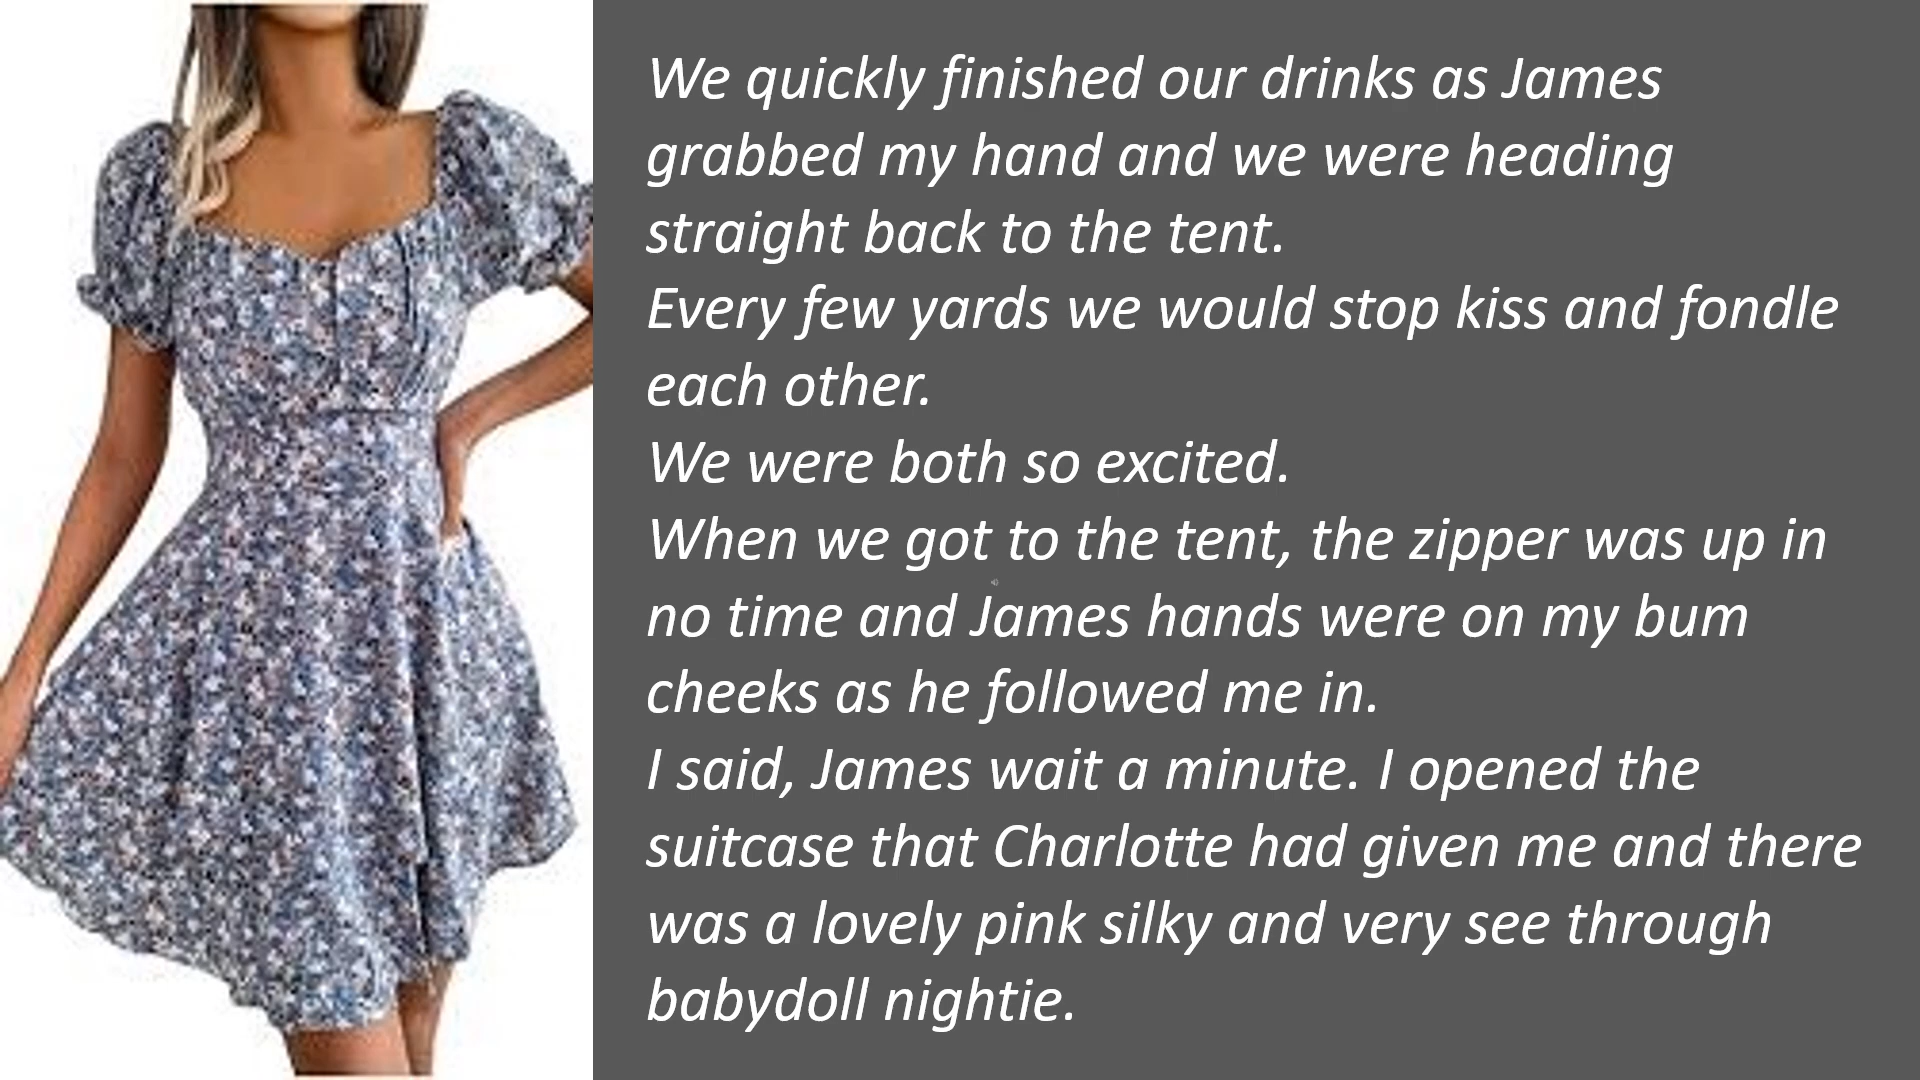 We quickly finished our drinks as James
grabbed my hand and we were heading
straight back to the tent.
Every few yards we would stop kiss and fondle
each other.
We were both so excited.
When we got to the tent, the zipper was up in
no time and James hands were on my bum
cheeks as he followed me in.
I said, James wait a minute. I opened the
suitcase that Charlotte had given me and there
was a lovely pink silky and very see through
babydoll nightie.